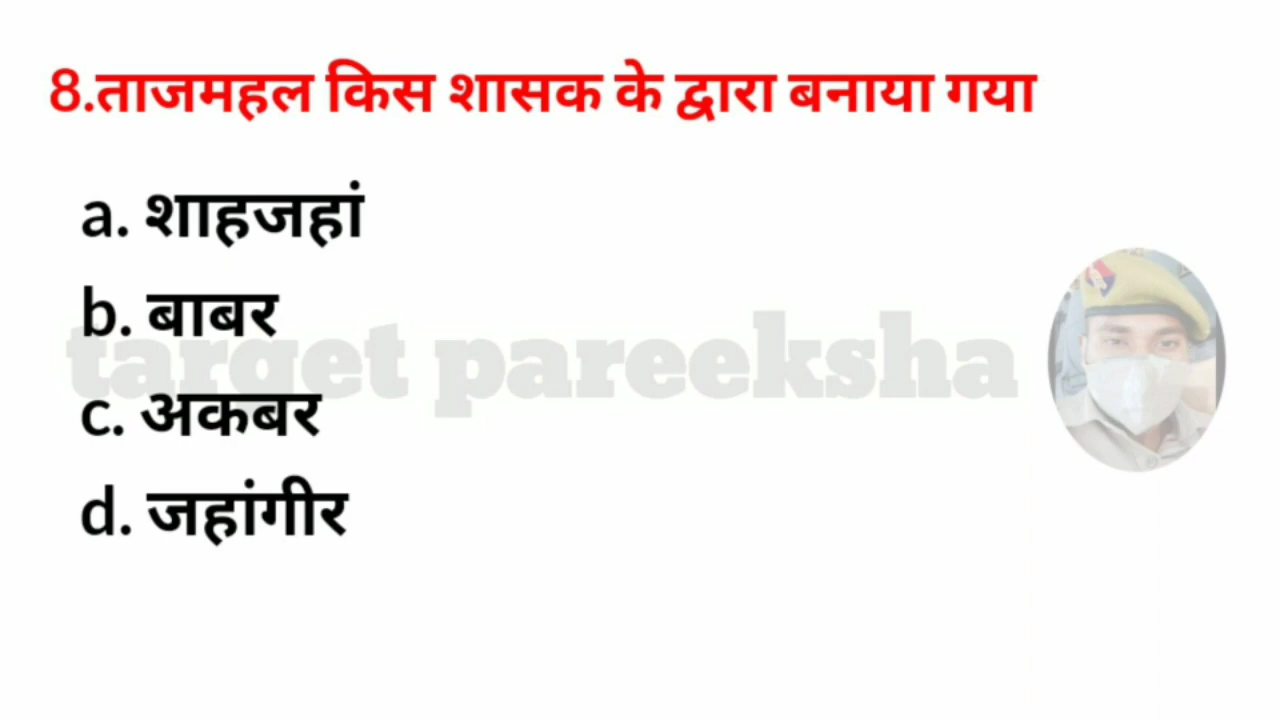 8.ताजमहल किस शासक के द्वारा बनाया गया
a. शाहजहां
b. बाबर
target pareeksha
c. अकबर
d. जहांगीर